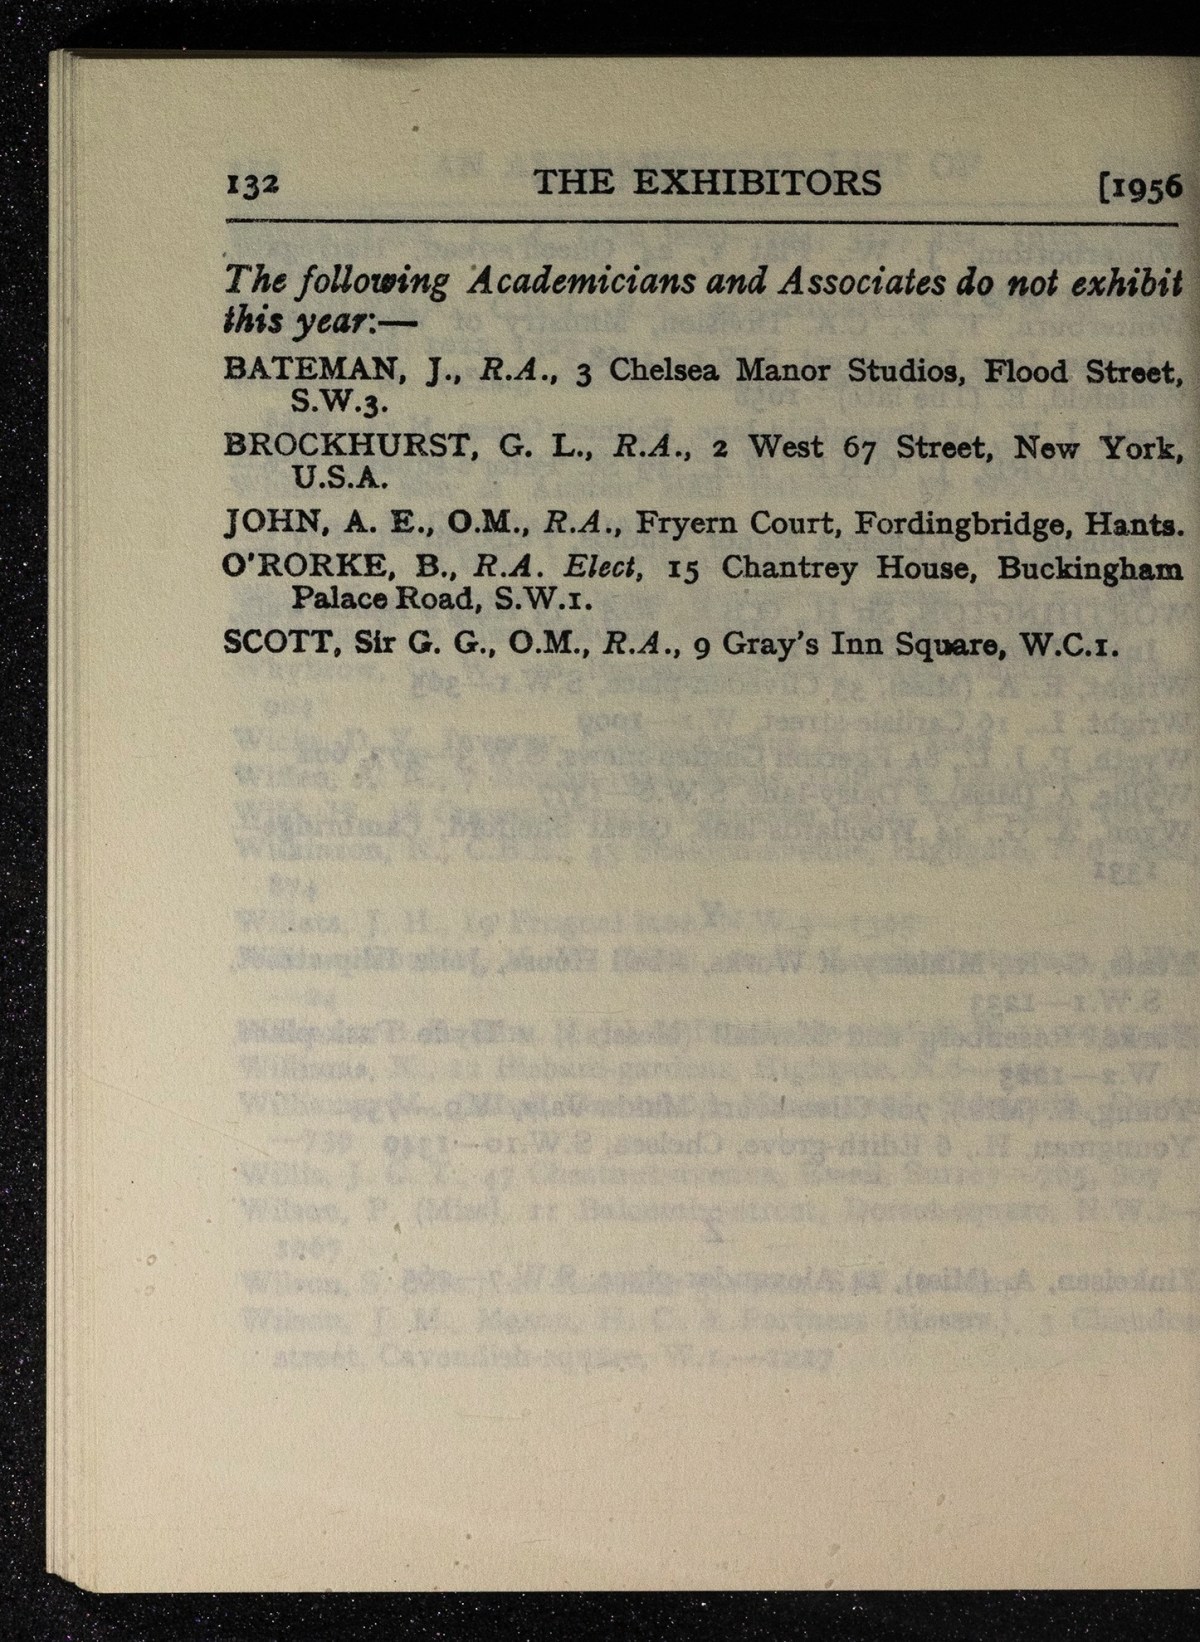 132 THE EXHIBITORS [1956
The following Academicians and Associates do not exhibit
this year:—
BATEMAN, J., R.A., 3 Chelsea Manor Studios, Flood Street,
S.W.3.
BROCKHURST, G. L., R.A., 2 West 67 Street, New York,
U.S.A.
JOHN, A. E., O.M., R.A., Fryern Court, Fordingbridge, Hants.
O'RORKE, B., R.A. Elect, 15 Chantrey House, Buckingham
Palace Road, S.W.1.
SCOTT, Sir G. G., O.M., R.A., 9 Gray's Inn Square, W.C.1.